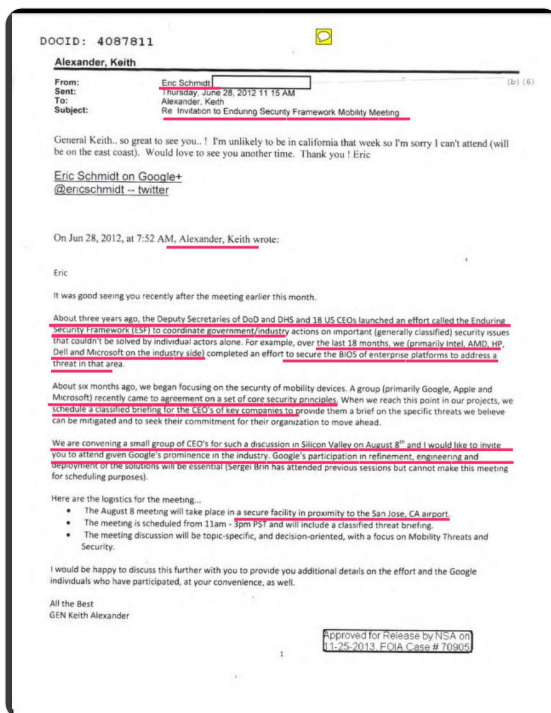 DOCID: 4087811
Alexander, Keith
From: Eric Schmidt (b) (6)
Sent: Thursday, June 28, 2012 11 15 AM
To: Alexander, Keith
Subject: Re Invitation to Enduring Security Framework Mobility Meeting
General Keith.. so great to see you.. ! I'm unlikely to be in california that week so I'm sorry I can't attend (will
be on the east coast). Would love to see you another time. Thank you ! Eric
Eric Schmidt on Google+
@ericschmidt -- twitter
On Jun 28, 2012, at 7:52 AM, Alexander, Keith wrote:
Eric
It was good seeing you recently after the meeting earlier this month.
About three years ago, the Deputy Secretaries of DoD and DHS and 18 US CEOs launched an effort called the Enduring
Security Framework (ESF) to coordinate government/industry actions on important (generally classified) security issues
that couldn't be solved by individual actors alone. For example, over the last 18 months, we (primarily Intel, AMD, HP,
Dell and Microsoft on the industry side) completed an effort to secure the BIOS of enterprise platforms to address a
threat in that area.
About six months ago, we began focusing on the security of mobility devices. A group (primarily Google, Apple and
Microsoft) recently came to agreement on a set of core security principles. When we reach this point in our projects, we
schedule a classified briefing for the CEO's of key companies to provide them a brief on the specific threats we believe
can be mitigated and to seek their commitment for their organization to move ahead.
We are convening a small group of CEO's for such a discussion in Silicon Valley on August 8th and I would like to invite
you to attend given Google's prominence in the industry. Google's participation in refinement, engineering and
deployment of the solutions will be essential (Sergei Brin has attended previous sessions but cannot make this meeting
for scheduling purposes).
Here are the logistics for the meeting...
• The August 8 meeting will take place in a secure facility in proximity to the San Jose, CA airport.
• The meeting is scheduled from 11am - 3pm PST and will include a classified threat briefing.
• The meeting discussion will be topic-specific, and decision-oriented, with a focus on Mobility Threats and
Security.
I would be happy to discuss this further with you to provide you additional details on the effort and the Google
individuals who have participated, at your convenience, as well.
All the Best
GEN Keith Alexander
Approved for Release by NSA on
11-25-2013, FOIA Case # 70905
1